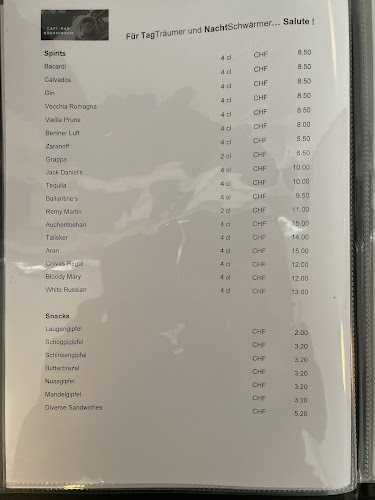 CAFÉ-BAR
Für TagTräumer und NachtSchwärmer... Salute !
Spirits
Bacardi 4 cl CHF 8.50
Calvados 4 cl CHF 8.50
Gin 4 cl CHF 8.50
Vecchia Romagna 4 cl CHF 8.50
Vieille Prune 4 cl CHF 8.50
Berliner Luft 4 cl CHF 8.00
Zaranoff 4 cl CHF 5.50
Grappa 2 cl CHF 6.50
Jack Daniel's 4 cl CHF 10.00
Tequila 4 cl CHF 10.00
Ballantine's 4 cl CHF 9.50
Remy Martin 2 cl CHF 11.00
Auchentoshan 4 cl CHF 15.00
Talisker 4 cl CHF 14.00
Aran 4 cl CHF 15.00
Chivas Regal 4 cl CHF 12.00
Bloody Mary 4 cl CHF 12.00
White Russian 4 cl CHF 13.00
Snacks
Laugengipfel CHF 2.00
Schoggigipfel CHF 3.20
Schinkengipfel CHF 3.20
Butterbrezel CHF 3.20
Nussgipfel CHF 3.20
Mandelgipfel CHF 3.20
Diverse Sandwiches CHF 5.20